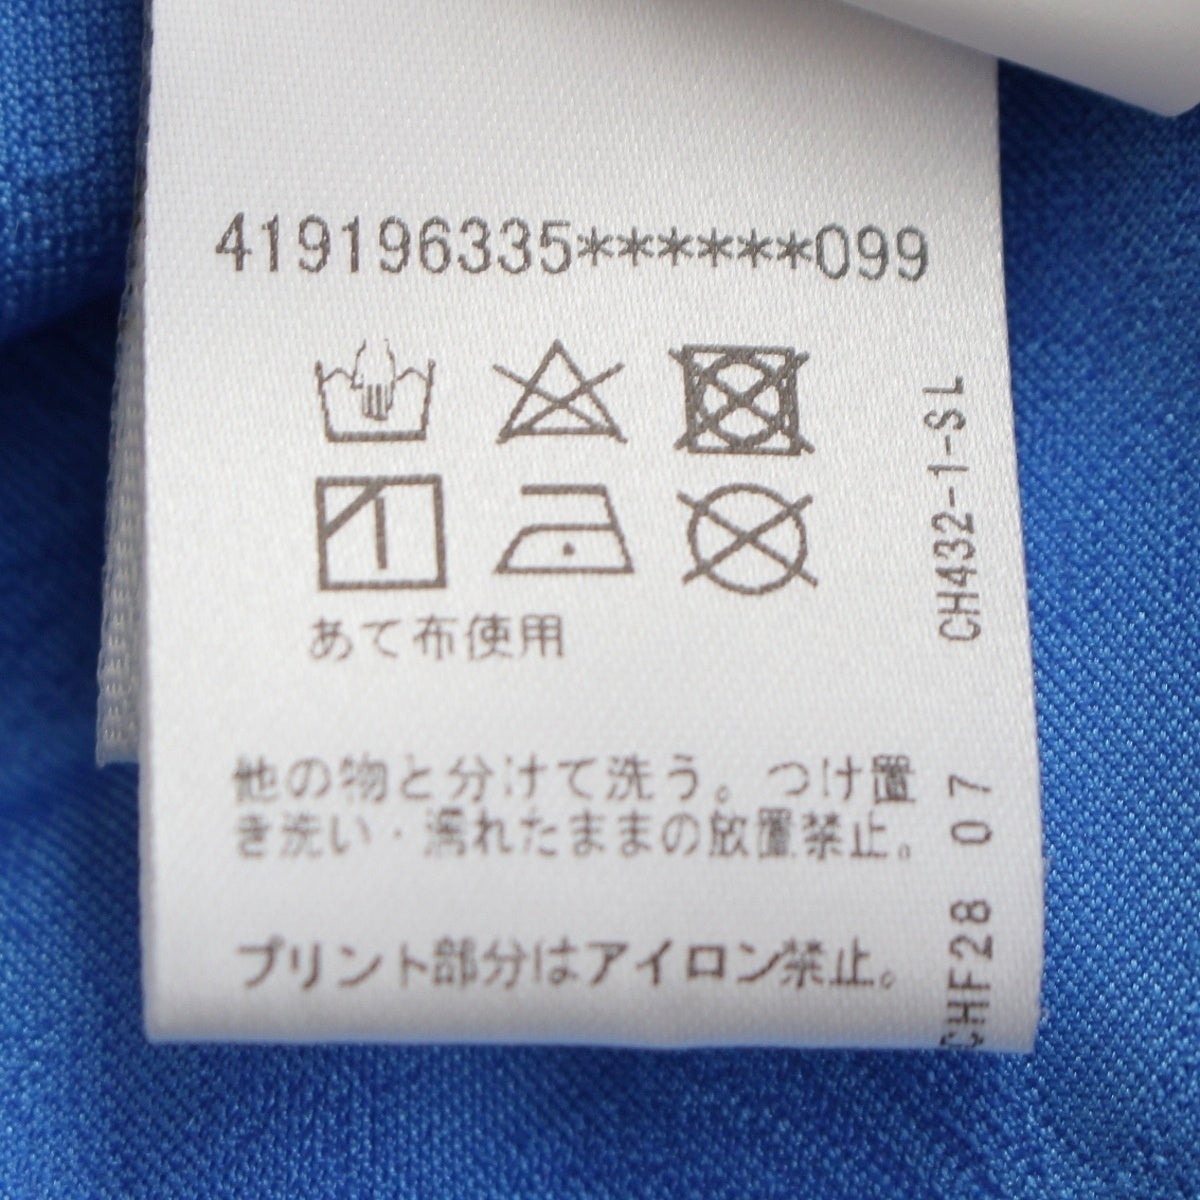 419196335******099
あて布使用
他の物と分けて洗う。つけ置
き洗い・濡れたままの放置禁止。
プリント部分はアイロン禁止。
CH432-1-SL
CHF28 07